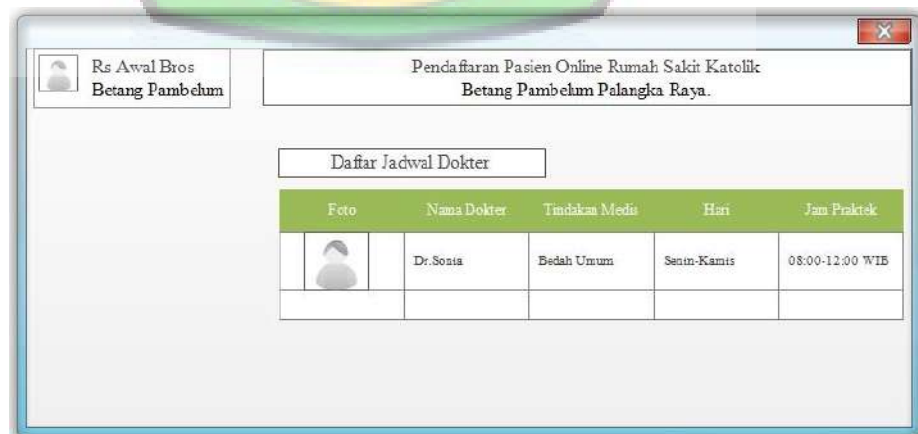 Rs Awal Bros
Betang Pambelum
Pendaftaran Pasien Online Rumah Sakit Katolik
Betang Pambelum Palangka Raya.
Daftar Jadwal Dokter
Foto Nama Dokter Tindakan Medis Hari Jam Praktek
Dr.Sonia Bedah Umum Senin-Kamis 08:00-12:00 WIB